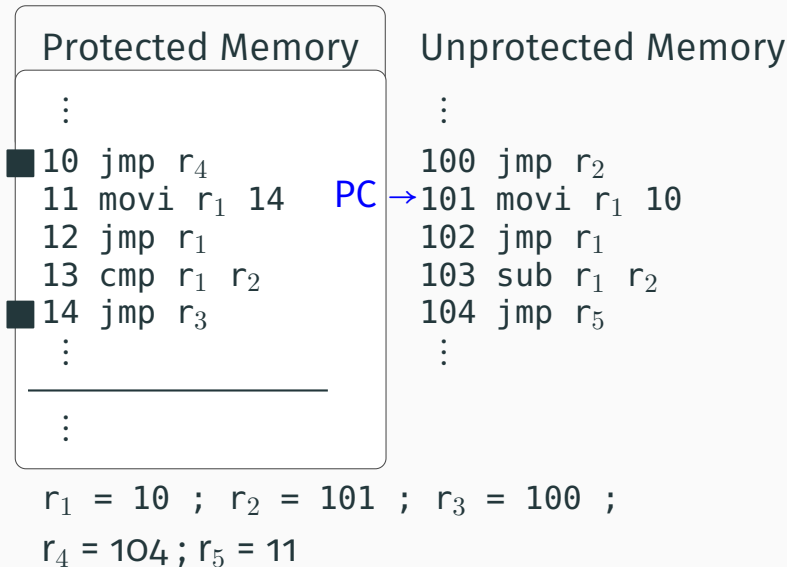 Protected Memory
⋮
10 jmp r₄
11 movi r₁ 14
12 jmp r₁
13 cmp r₁ r₂
14 jmp r₃
⋮
⋮
Unprotected Memory
⋮
100 jmp r₂
PC →101 movi r₁ 10
102 jmp r₁
103 sub r₁ r₂
104 jmp r₅
⋮
r₁ = 10 ; r₂ = 101 ; r₃ = 100 ;
r₄ = 104 ; r₅ = 11